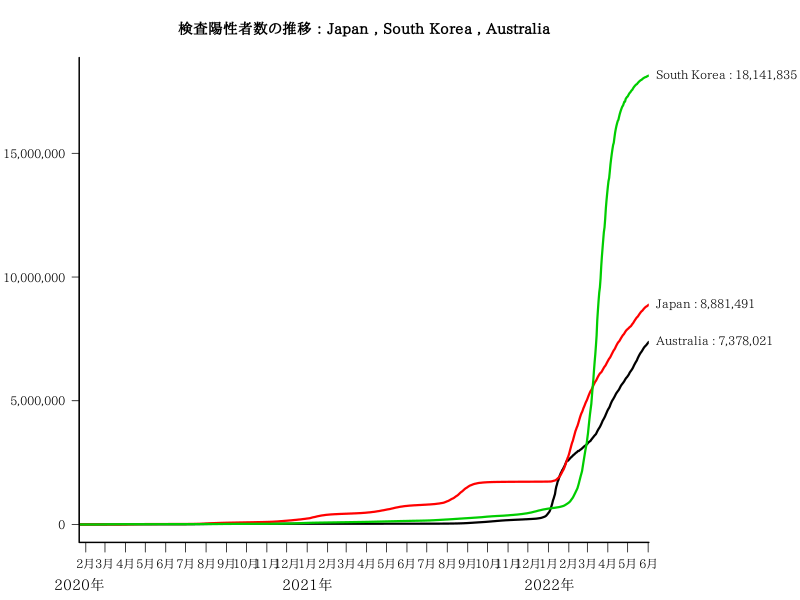 検査陽性者数の推移 : Japan , South Korea , Australia
South Korea : 18,141,835
15,000,000
10,000,000
Japan : 8,881,491
Australia : 7,378,021
5,000,000
0
2月 3月 4月 5月 6月 7月 8月 9月 10月 11月 12月 1月 2月 3月 4月 5月 6月 7月 8月 9月 10月 11月 12月 1月 2月 3月 4月 5月 6月
2020年 2021年 2022年